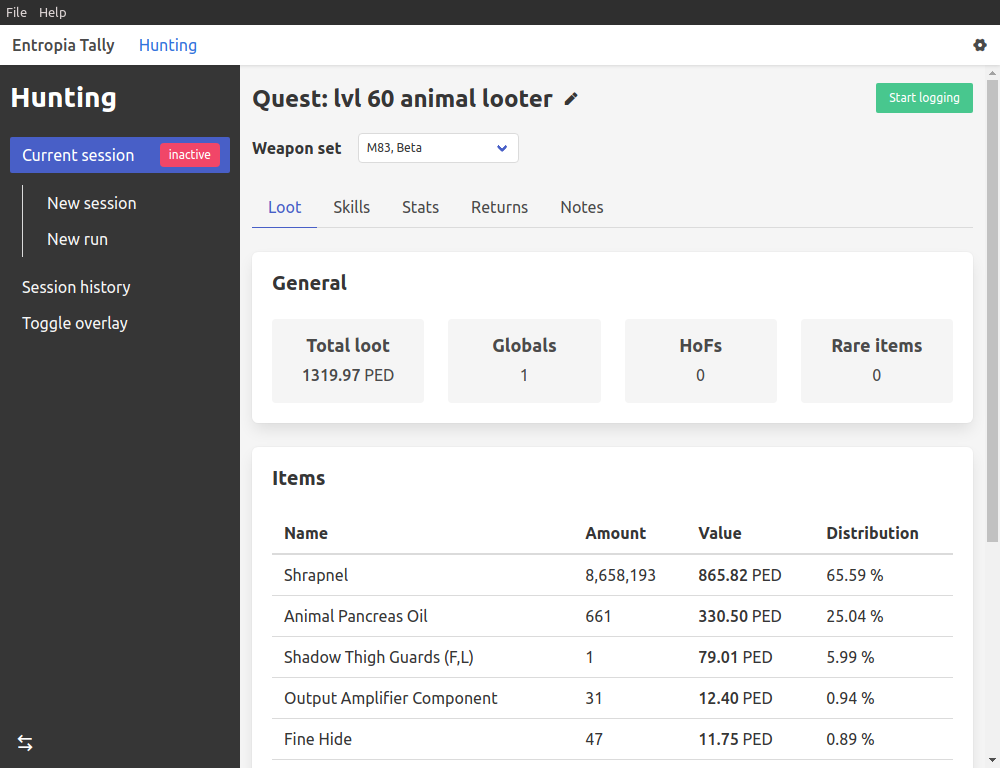 File Help
Entropia Tally Hunting
Hunting
Current session inactive
New session
New run
Session history
Toggle overlay
Quest: lvl 60 animal looter
Start logging
Weapon set M83, Beta
Loot Skills Stats Returns Notes
General
Total loot Globals HoFs Rare items
1319.97 PED 1 0 0
Items
Name Amount Value Distribution
Shrapnel 8,658,193 865.82 PED 65.59 %
Animal Pancreas Oil 661 330.50 PED 25.04 %
Shadow Thigh Guards (F,L) 1 79.01 PED 5.99 %
Output Amplifier Component 31 12.40 PED 0.94 %
Fine Hide 47 11.75 PED 0.89 %